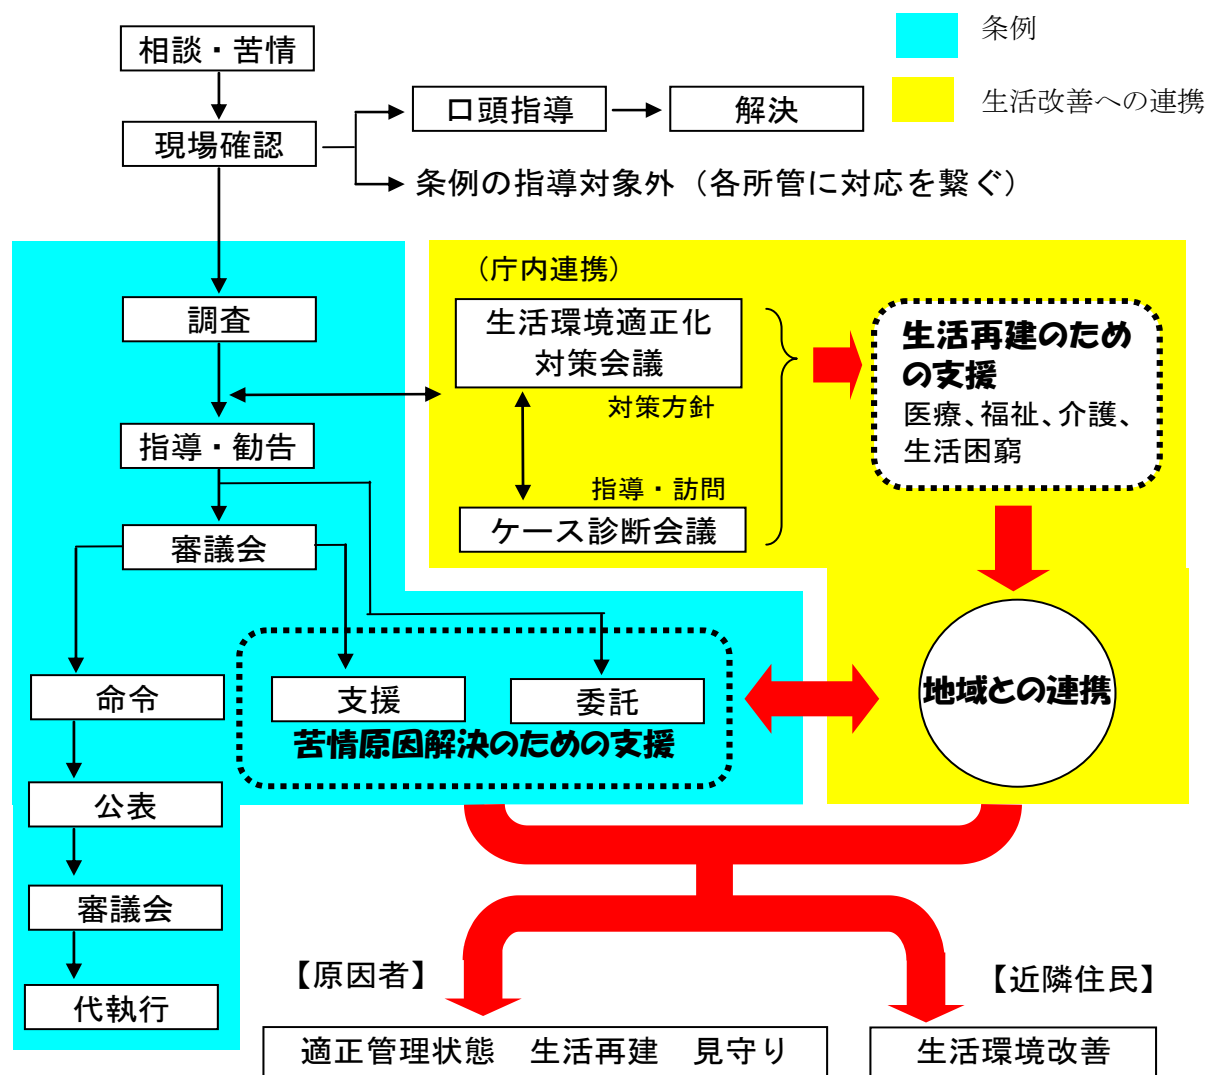 相談・苦情
条例
生活改善への連携
口頭指導
解決
現場確認
条例の指導対象外（各所管に対応を繋ぐ）
（庁内連携）
調査
生活環境適正化
対策会議
対策方針
生活再建のため
の支援
医療、福祉、介護、
生活困窮
指導・勧告
指導・訪問
ケース診断会議
審議会
命令
支援
委託
苦情原因解決のための支援
地域との連携
公表
審議会
代執行
【原因者】
【近隣住民】
適正管理状態　生活再建　見守り
生活環境改善